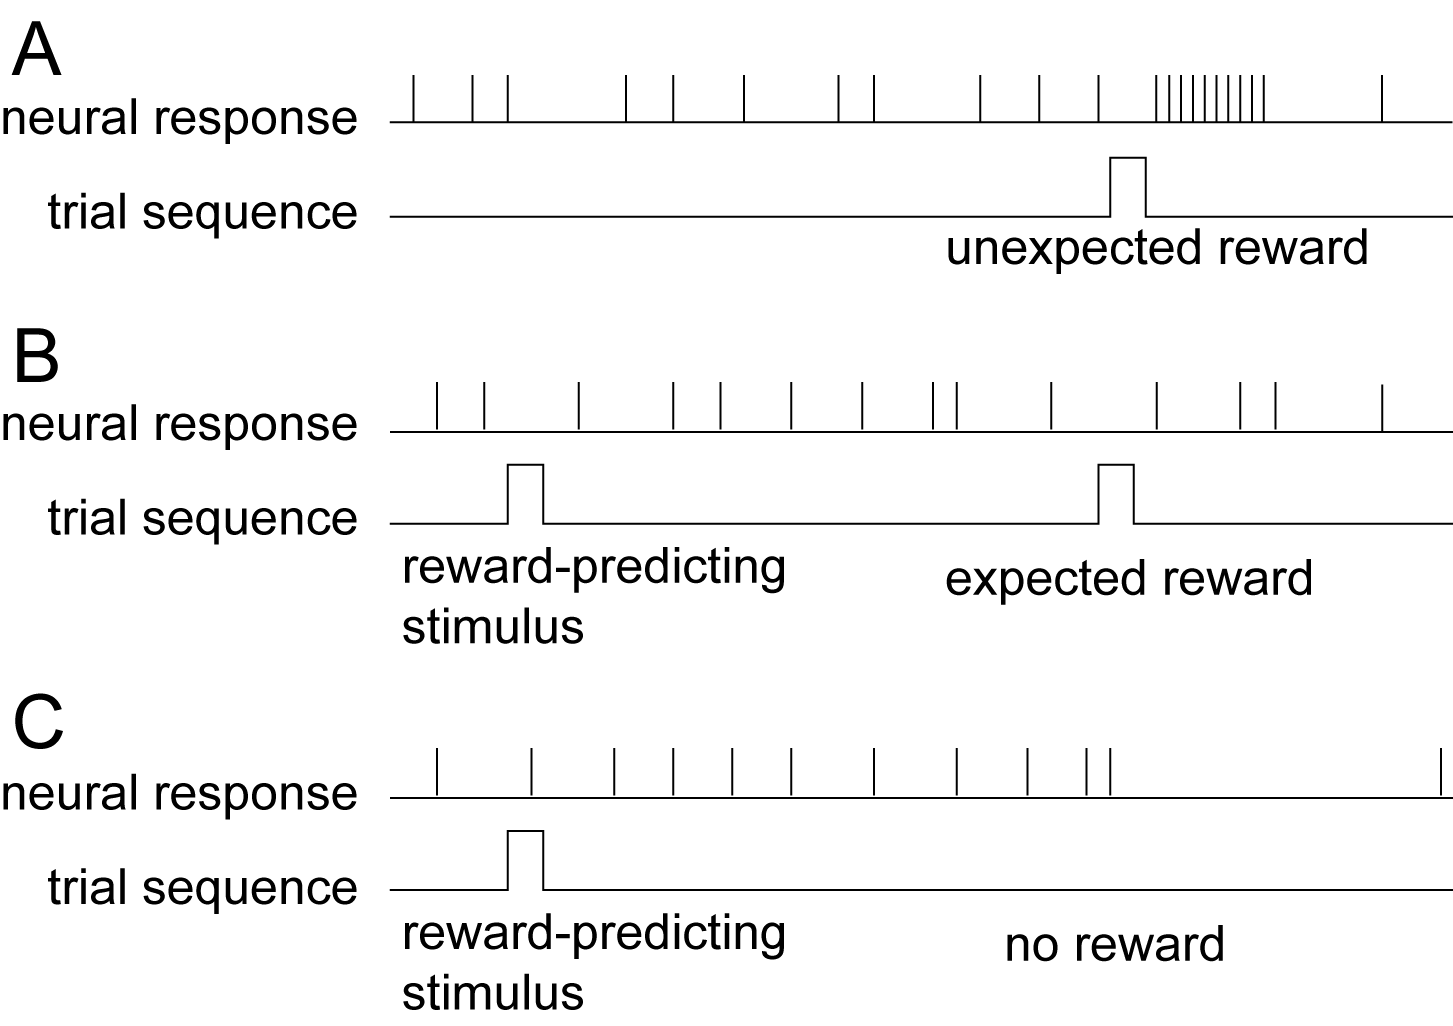 A
neural response
trial sequence
unexpected reward
B
neural response
trial sequence
reward-predicting
stimulus
expected reward
C
neural response
trial sequence
reward-predicting
stimulus
no reward